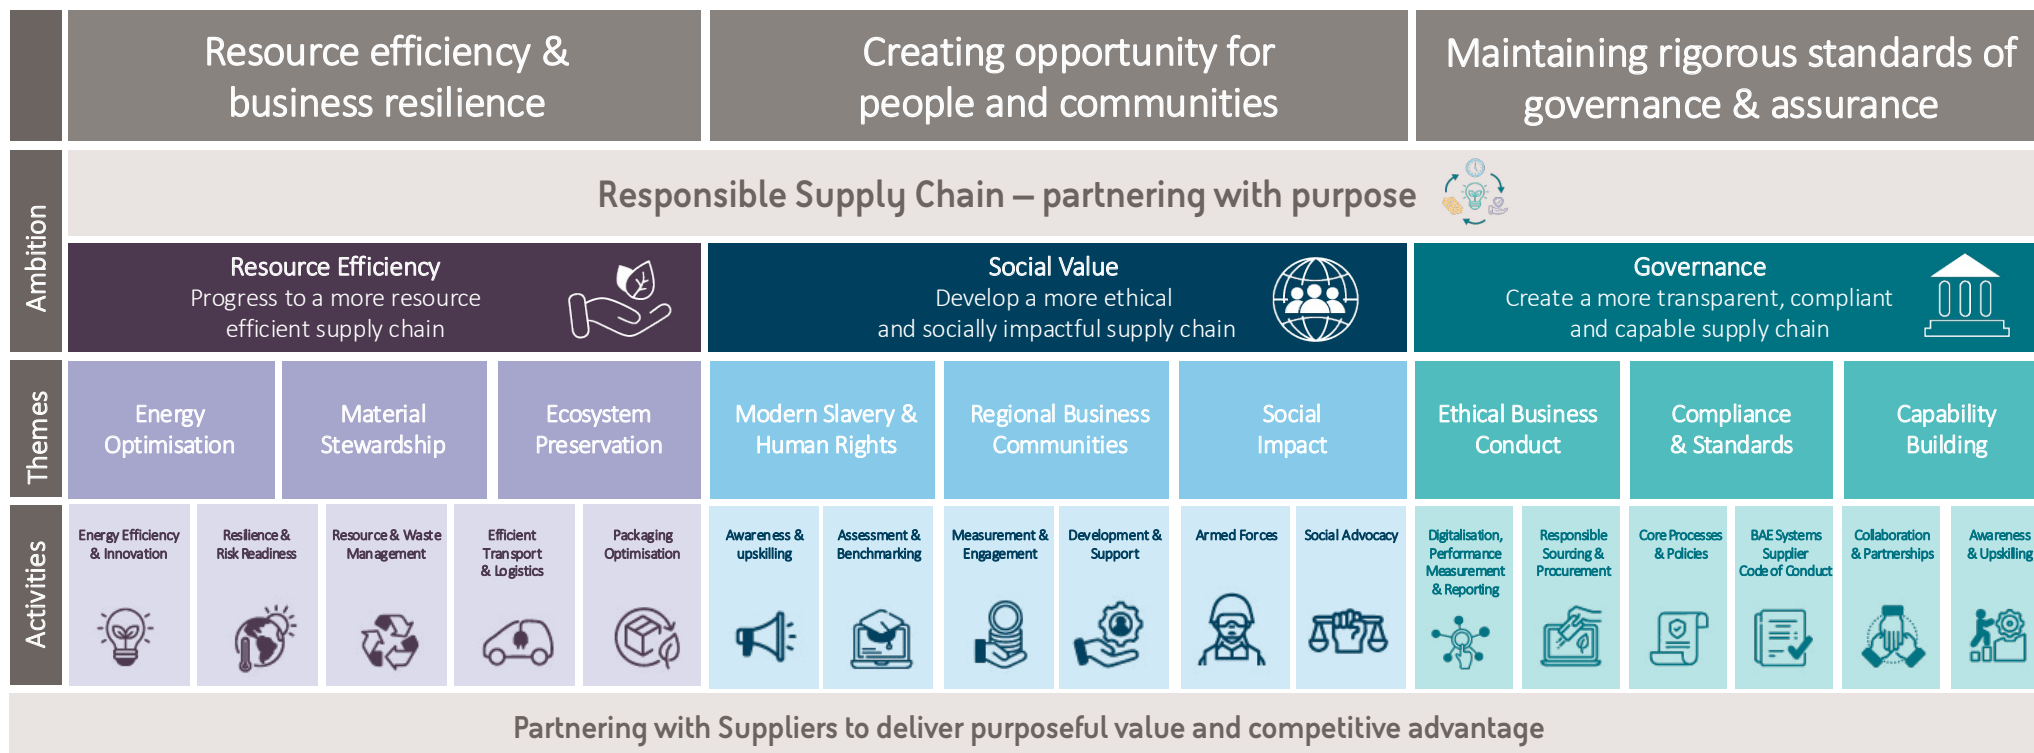 Resource efficiency &
business resilience
Creating opportunity for
people and communities
Maintaining rigorous standards of
governance & assurance
Ambition
Responsible Supply Chain – partnering with purpose
Resource Efficiency
Progress to a more resource
efficient supply chain
Social Value
Develop a more ethical
and socially impactful supply chain
Governance
Create a more transparent, compliant
and capable supply chain
Themes
Energy
Optimisation
Material
Stewardship
Ecosystem
Preservation
Modern Slavery &
Human Rights
Regional Business
Communities
Social
Impact
Ethical Business
Conduct
Compliance
& Standards
Capability
Building
Activities
Energy Efficiency
& Innovation
Resilience &
Risk Readiness
Resource & Waste
Management
Efficient
Transport
& Logistics
Packaging
Optimisation
Awareness &
upskilling
Assessment &
Benchmarking
Measurement &
Engagement
Development &
Support
Armed Forces
Social Advocacy
Digitalisation,
Performance
Measurement
& Reporting
Responsible
Sourcing &
Procurement
Core Processes
& Policies
BAE Systems
Supplier
Code of Conduct
Collaboration
& Partnerships
Awareness
& Upskilling
Partnering with Suppliers to deliver purposeful value and competitive advantage